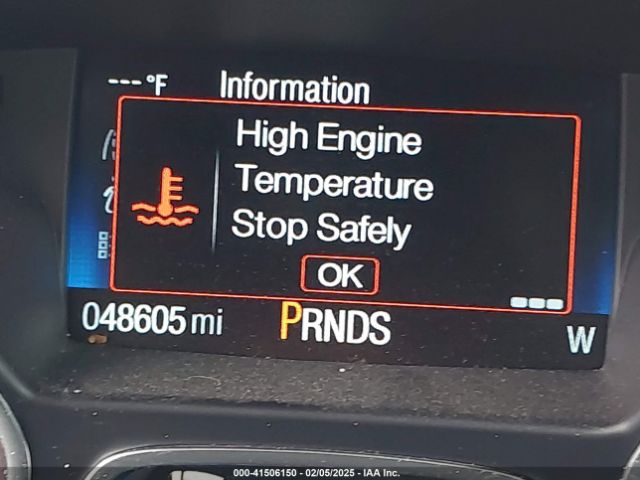 --- °F Information
High Engine
Temperature
Stop Safely
OK
048605 mi PRNDS W
000-41506150 • 02/05/2025 • IAA Inc.